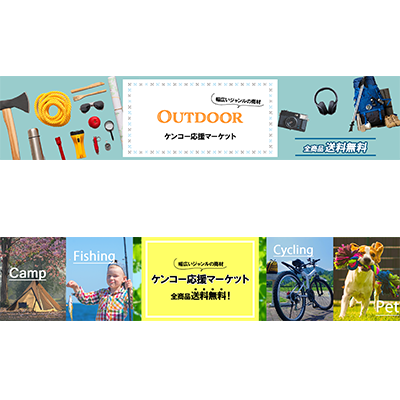 幅広いジャンルの商材
OUTDOOR
ケンコー応援マーケット
全商品送料無料
Camp
Fishing
幅広いジャンルの商材
ケンコー応援マーケット
全商品送料無料!
Cycling
Pet